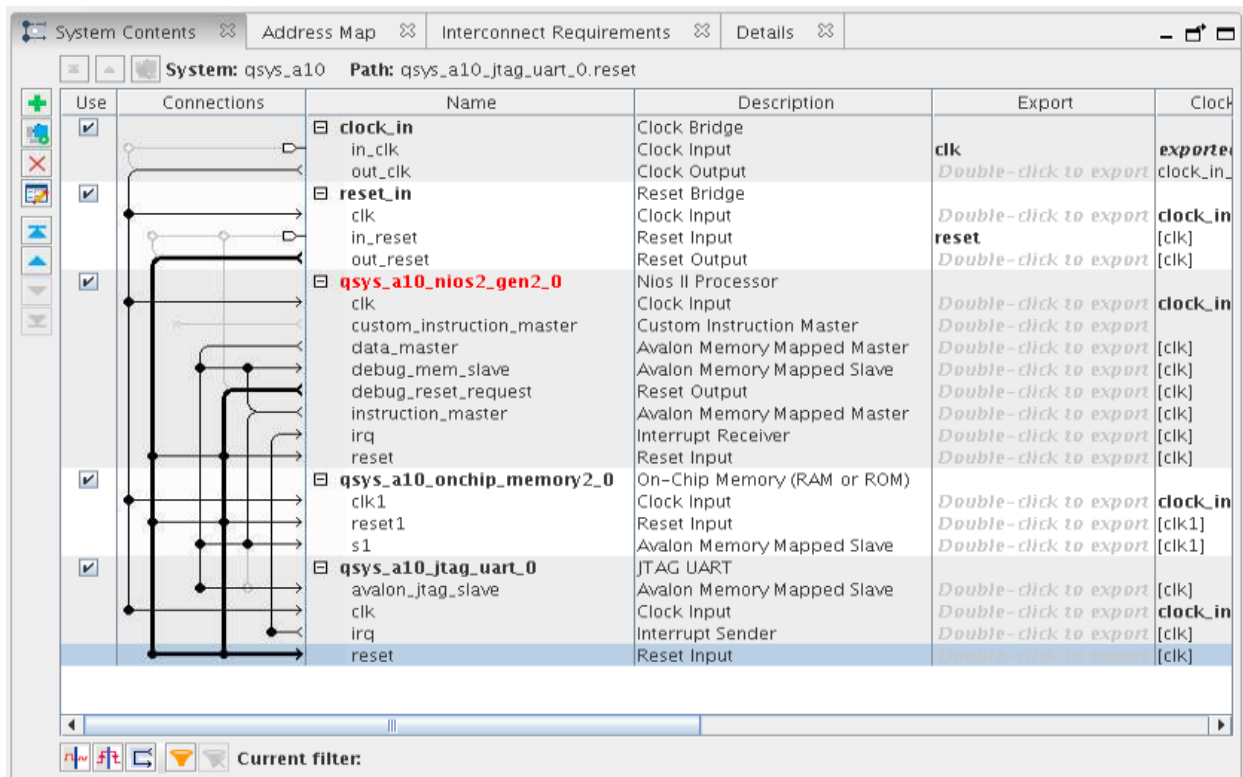 System Contents Address Map Interconnect Requirements Details
System: qsys_a10 Path: qsys_a10_jtag_uart_0.reset
Use Connections Name Description Export Clock
clock_in Clock Bridge
in_clk Clock Input clk exported
out_clk Clock Output Double-click to export clock_in_
reset_in Reset Bridge
clk Clock Input Double-click to export clock_in
in_reset Reset Input reset [clk]
out_reset Reset Output Double-click to export [clk]
qsys_a10_nios2_gen2_0 Nios II Processor
clk Clock Input Double-click to export clock_in
custom_instruction_master Custom Instruction Master Double-click to export
data_master Avalon Memory Mapped Master Double-click to export [clk]
debug_mem_slave Avalon Memory Mapped Slave Double-click to export [clk]
debug_reset_request Reset Output Double-click to export [clk]
instruction_master Avalon Memory Mapped Master Double-click to export [clk]
irq Interrupt Receiver Double-click to export [clk]
reset Reset Input Double-click to export [clk]
qsys_a10_onchip_memory2_0 On-Chip Memory (RAM or ROM)
clk1 Clock Input Double-click to export clock_in
reset1 Reset Input Double-click to export [clk1]
s1 Avalon Memory Mapped Slave Double-click to export [clk1]
qsys_a10_jtag_uart_0 JTAG UART
avalon_jtag_slave Avalon Memory Mapped Slave Double-click to export [clk]
clk Clock Input Double-click to export clock_in
irq Interrupt Sender Double-click to export [clk]
reset Reset Input Double-click to export [clk]
Current filter: